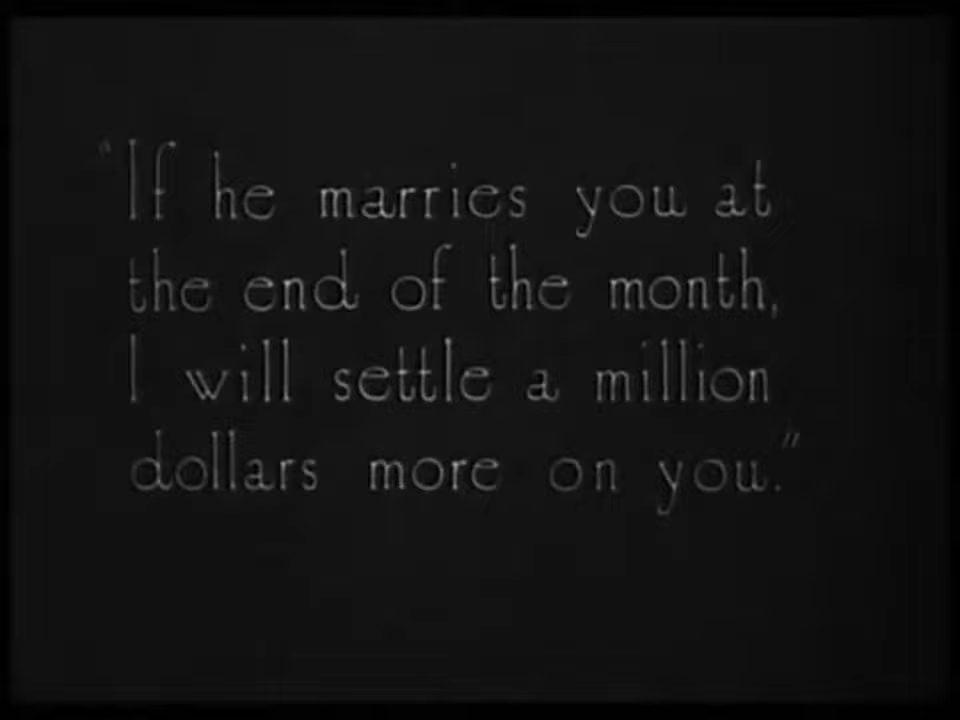 "If he marries you at
the end of the month,
I will settle a million
dollars more on you."